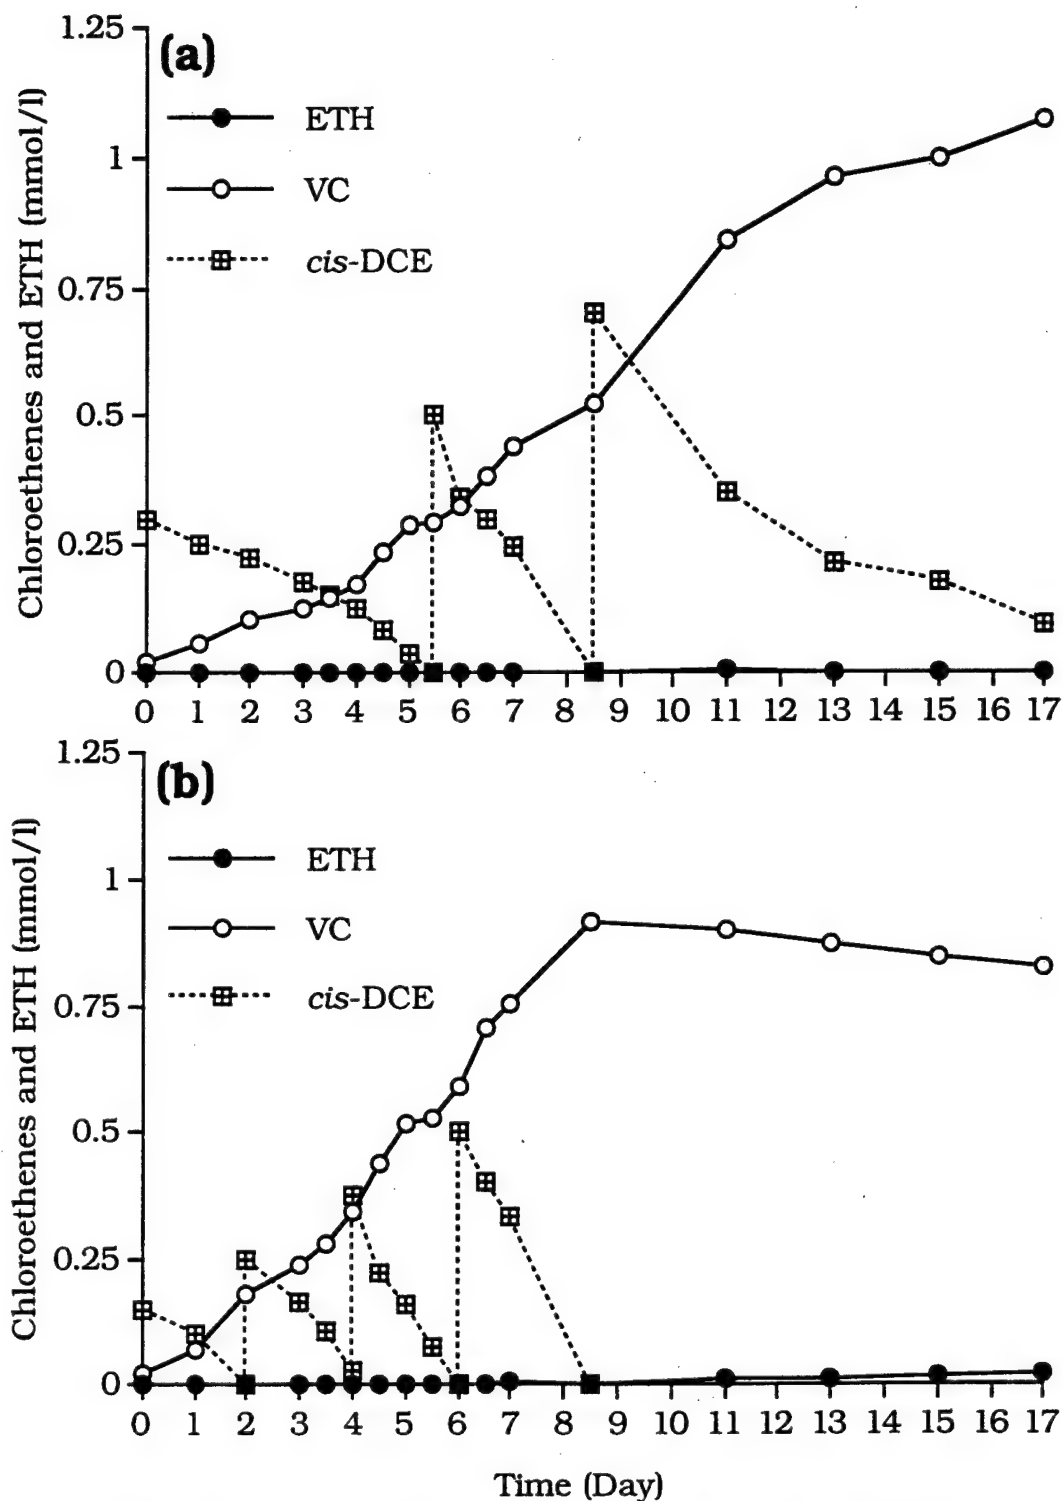 1.25
(a)
ETH
1
VC
cis-DCE
0.75
0.5
0.25
0
Chloroethenes and ETH (mmol/l)
0 1 2 3 4 5 6 7 8 9 10 11 12 13 14 15 16 17
1.25
(b)
ETH
1
VC
cis-DCE
0.75
0.5
0.25
0
Chloroethenes and ETH (mmol/l)
0 1 2 3 4 5 6 7 8 9 10 11 12 13 14 15 16 17
Time (Day)